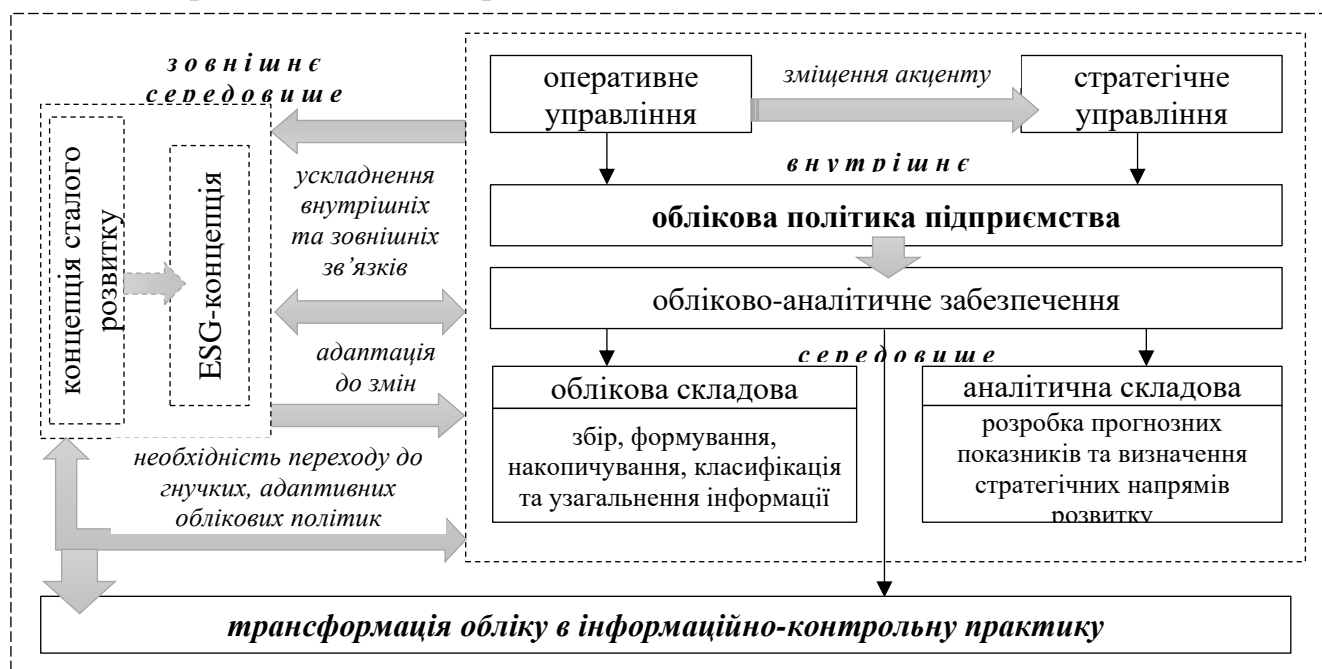 зовнішнє
середовище
концепція сталого
розвитку
ESG-концепція
ускладнення
внутрішніх
та зовнішніх
зв’язків
адаптація
до змін
необхідність переходу до
гнучких, адаптивних
облікових політик
оперативне
управління
зміщення акценту
стратегічне
управління
внутрішнє
облікова політика підприємства
обліково-аналітичне забезпечення
середовище
облікова складова
збір, формування,
накопичування, класифікація
та узагальнення інформації
аналітична складова
розробка прогнозних
показників та визначення
стратегічних напрямів
розвитку
трансформація обліку в інформаційно-контрольну практику